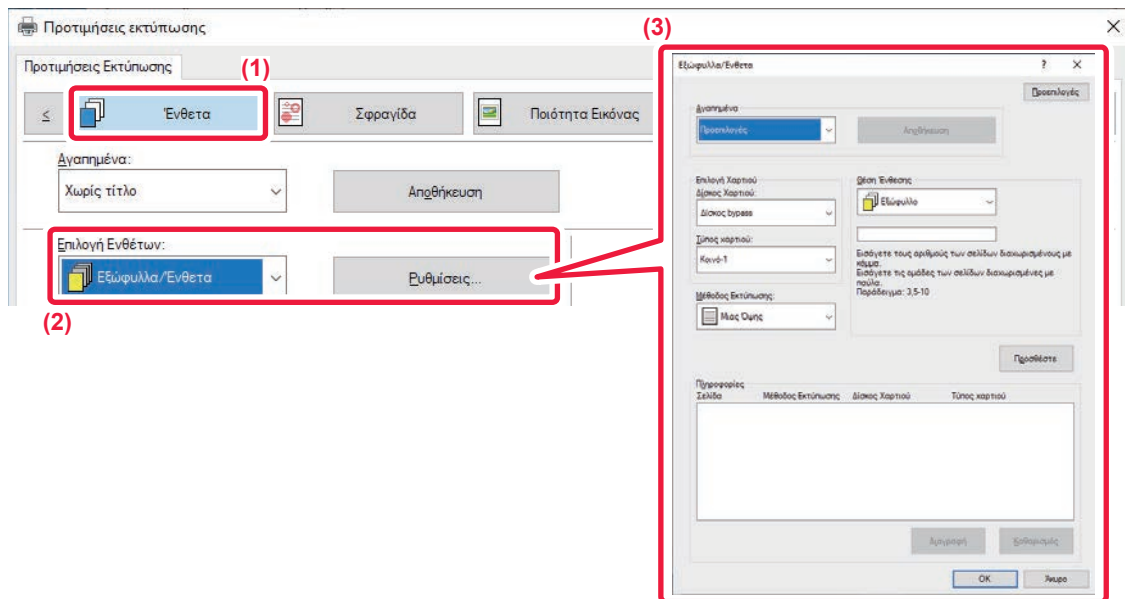 Προτιμήσεις εκτύπωσης
Προτιμήσεις Εκτύπωσης
(1)
<
Ένθετα
Σφραγίδα
Ποιότητα Εικόνας
Αγαπημένα:
Χωρίς τίτλο
Αποθήκευση
Επιλογή Ενθέτων:
Εξώφυλλα/Ένθετα
Ρυθμίσεις...
(2)
(3)
Εξώφυλλα/Ένθετα
?
Προεπιλογές
Αγαπημένα
Προεπιλογές
Αποθήκευση
Επιλογή Χαρτιού
Δίσκος Χαρτιού:
Δίσκος bypass
Τύπος χαρτιού:
Κοινό-1
Μέθοδος Εκτύπωσης:
Μιας Όψης
Θέση Ένθεσης
Εξώφυλλο
Εισάγετε τους αριθμούς των σελίδων διαχωρισμένους με
κόμμα.
Εισάγετε τις ομάδες των σελίδων διαχωρισμένες με
παύλα.
Παράδειγμα: 3,5-10
Προσθέστε
Πληροφορίες
Σελίδα Μέθοδος Εκτύπωσης Δίσκος Χαρτιού Τύπος χαρτιού
Διαγραφή
Καθαρισμός
OK
Άκυρο